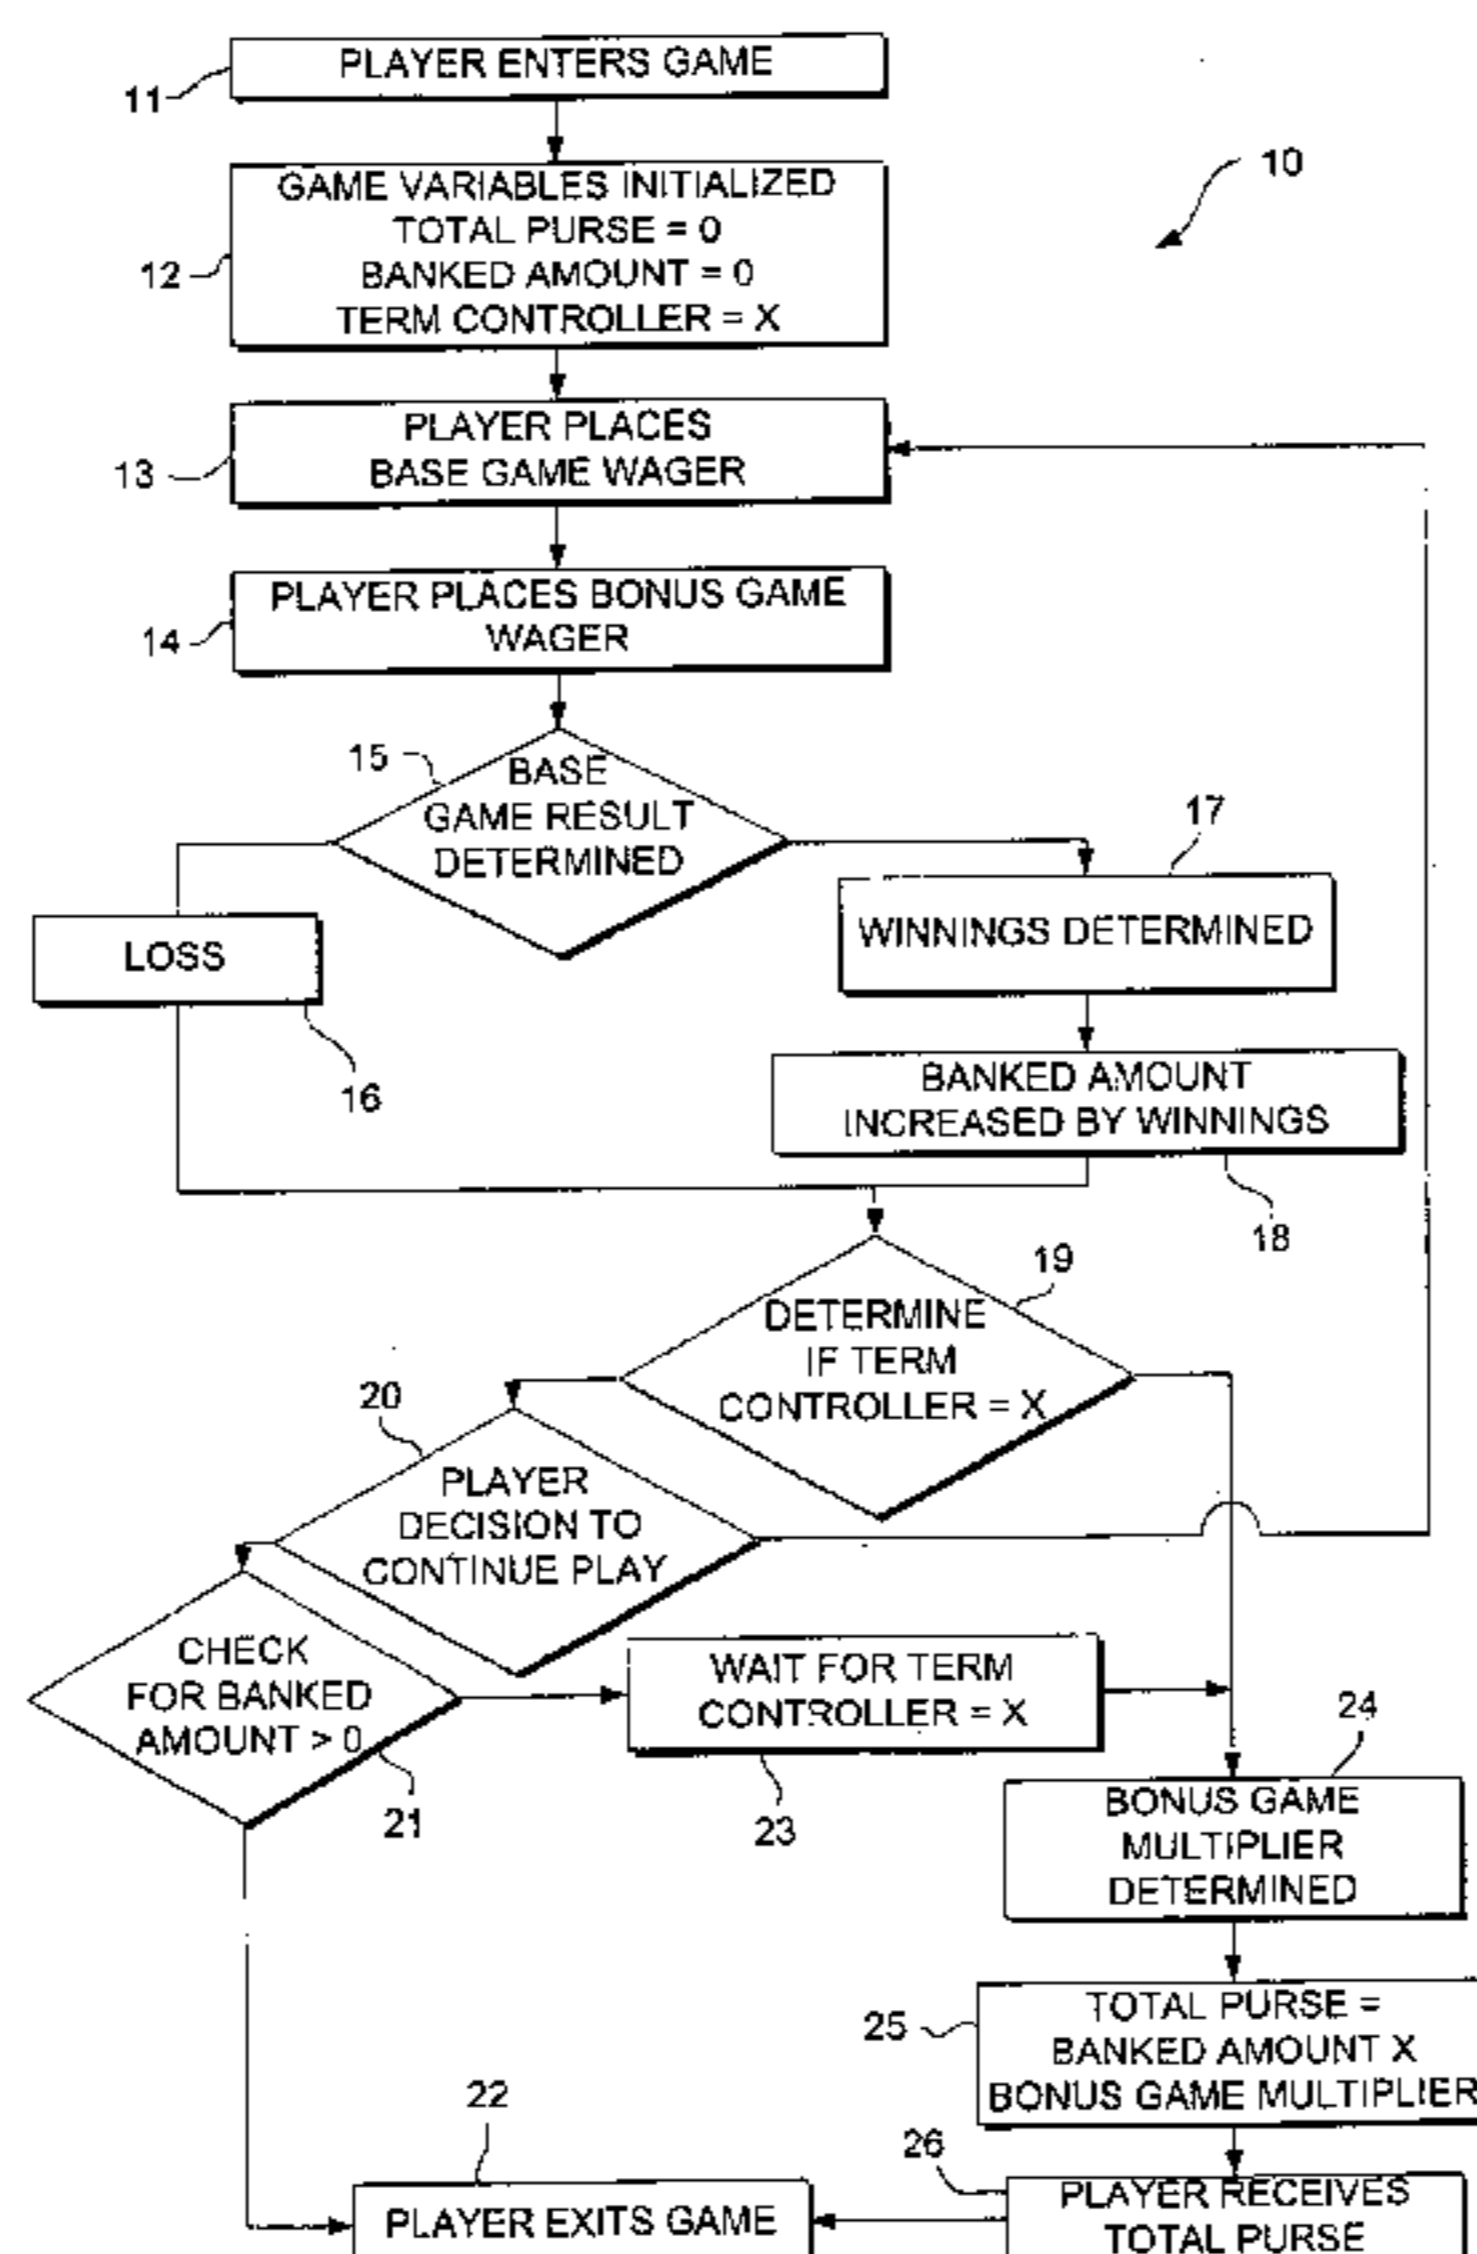 PLAYER ENTERS GAME
11
10
GAME VARIABLES INITIALIZED
TOTAL PURSE = 0
BANKED AMOUNT = 0
TERM CONTROLLER = X
12
PLAYER PLACES
BASE GAME WAGER
13
PLAYER PLACES BONUS GAME
WAGER
14
15
BASE
GAME RESULT
DETERMINED
17
WINNINGS DETERMINED
LOSS
16
BANKED AMOUNT
INCREASED BY WINNINGS
18
19
DETERMINE
IF TERM
CONTROLLER = X
20
PLAYER
DECISION TO
CONTINUE PLAY
CHECK
FOR BANKED
AMOUNT > 0
21
WAIT FOR TERM
CONTROLLER = X
23
24
BONUS GAME
MULTIPLIER
DETERMINED
25
TOTAL PURSE =
BANKED AMOUNT X
BONUS GAME MULTIPLIER
22
26
PLAYER EXITS GAME
PLAYER RECEIVES
TOTAL PURSE